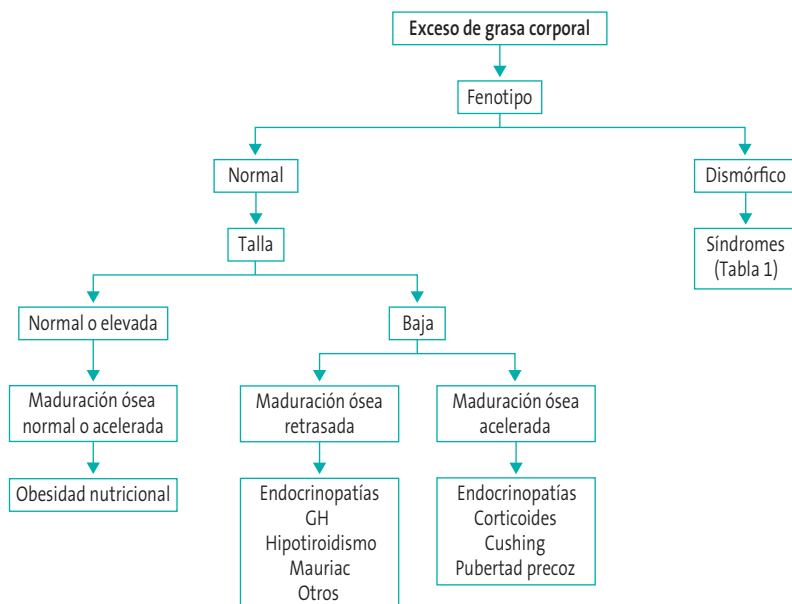 Exceso de grasa corporal
Fenotipo
Normal
Dismórfico
Talla
Síndromes
(Tabla 1)
Normal o elevada
Baja
Maduración ósea
normal o acelerada
Maduración ósea
retrasada
Maduración ósea
acelerada
Obesidad nutricional
Endocrinopatías
GH
Hipotiroidismo
Mauriac
Otros
Endocrinopatías
Corticoides
Cushing
Pubertad precoz